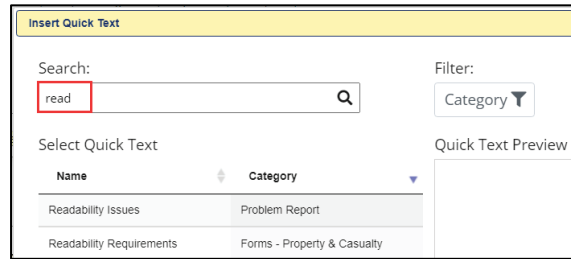 Insert Quick Text
Search:
read
Filter:
Category
Select Quick Text
Quick Text Preview
Name Category
Readability Issues Problem Report
Readability Requirements Forms - Property & Casualty